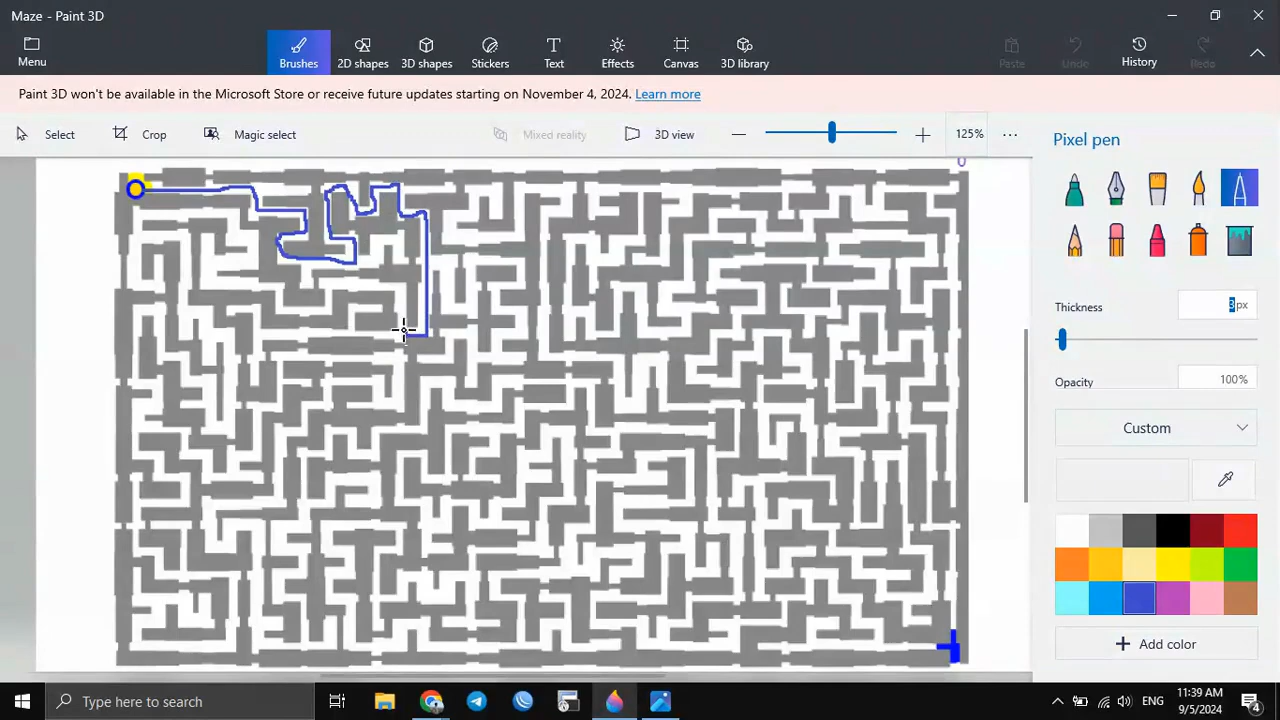 Maze - Paint 3D
Menu
Brushes
2D shapes
3D shapes
Stickers
Text
Effects
Canvas
3D library
Paste
Undo
History
Redo
Paint 3D won't be available in the Microsoft Store or receive future updates starting on November 4, 2024. Learn more
Select
Crop
Magic select
Mixed reality
3D view
125%
Pixel pen
Thickness
3px
Opacity
100%
Custom
Add color
Type here to search
ENG
11:39 AM
9/5/2024
4